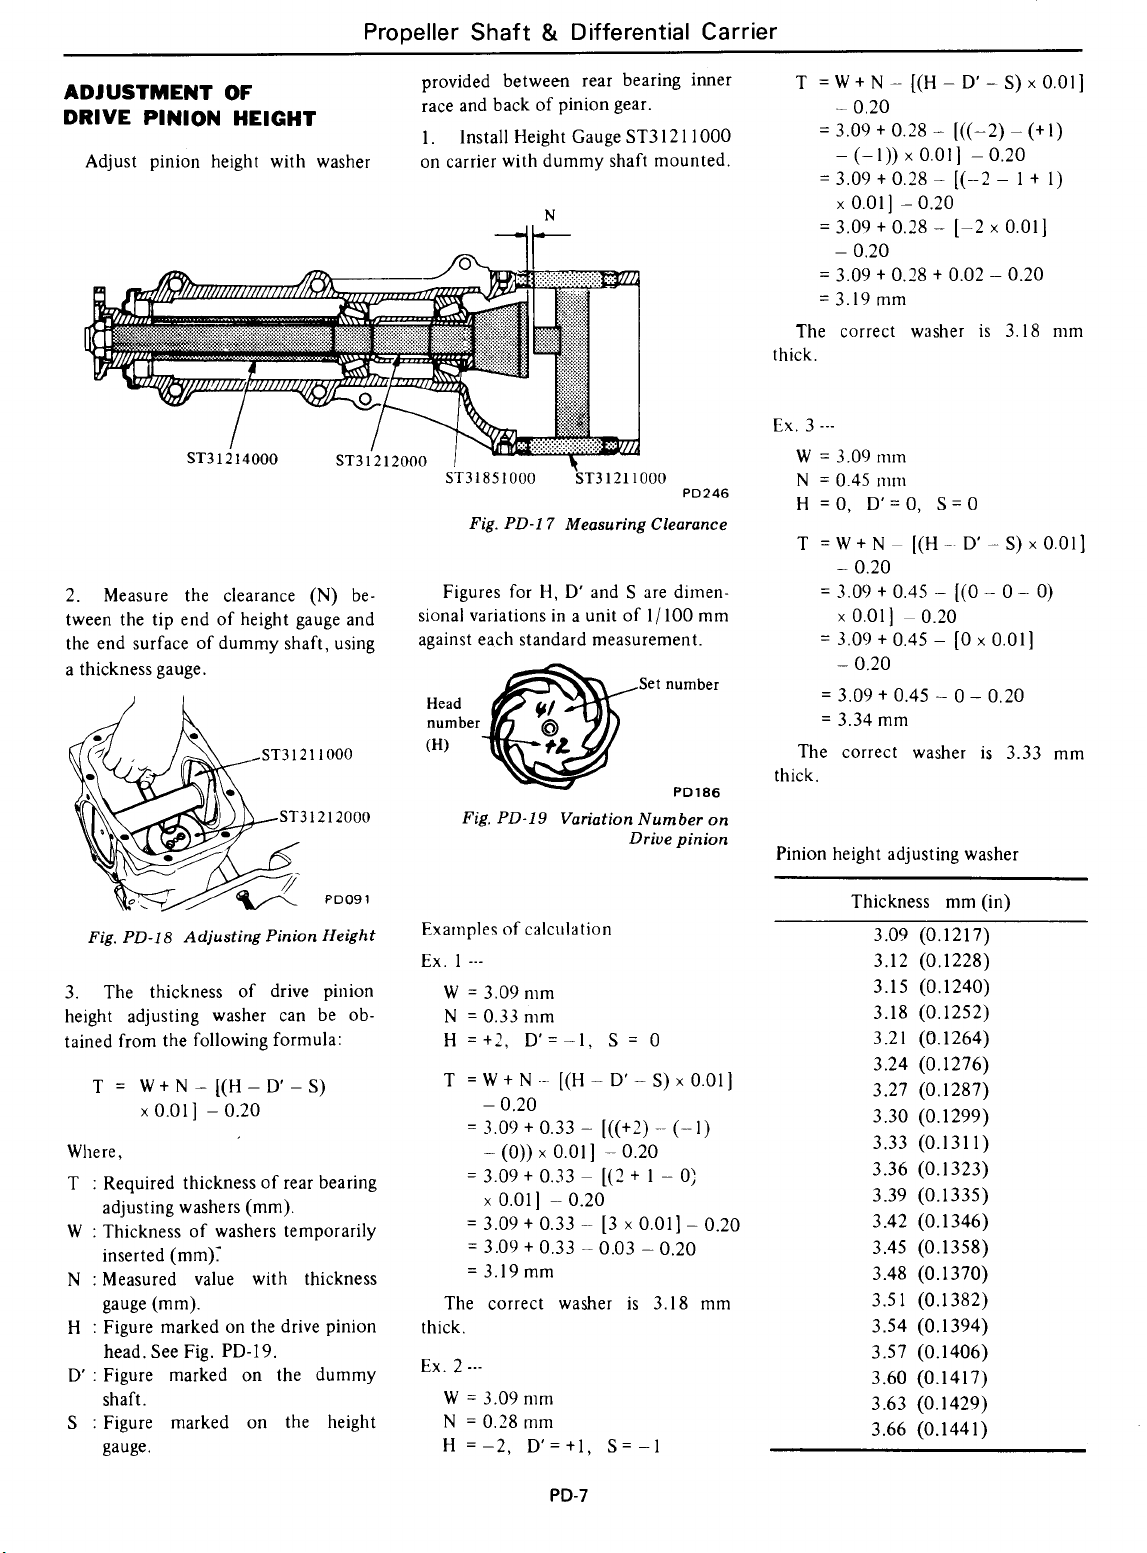 Propeller Shaft & Differential Carrier
ADJUSTMENT OF
DRIVE PINION HEIGHT
Adjust pinion height with washer
provided between rear bearing inner
race and back of pinion gear.
1. Install Height Gauge ST31211000
on carrier with dummy shaft mounted.
N
ST31214000
ST31212000
ST31851000
ST31211000
PD246
Fig. PD-17 Measuring Clearance
2. Measure the clearance (N) be-
tween the tip end of height gauge and
the end surface of dummy shaft, using
a thickness gauge.
ST31211000
ST31212000
PD091
Fig. PD-18 Adjusting Pinion Height
3. The thickness of drive pinion
height adjusting washer can be ob-
tained from the following formula:
T = W + N – [(H – D' – S)
x 0.01] – 0.20
Where,
T : Required thickness of rear bearing
adjusting washers (mm).
W : Thickness of washers temporarily
inserted (mm).
N : Measured value with thickness
gauge (mm).
H : Figure marked on the drive pinion
head. See Fig. PD-19.
D' : Figure marked on the dummy
shaft.
S : Figure marked on the height
gauge.
Figures for H, D' and S are dimen-
sional variations in a unit of 1/100 mm
against each standard measurement.
Set number
Head
number
(H)
41
+2
PD186
Fig. PD-19 Variation Number on
Drive pinion
Examples of calculation
Ex. 1 ---
W = 3.09 mm
N = 0.33 mm
H = +2, D' = –1, S = 0
T = W + N – [(H – D' – S) x 0.01]
– 0.20
= 3.09 + 0.33 – [((+2) – (–1)
– (0)) x 0.01] – 0.20
= 3.09 + 0.33 – [(2 + 1 – 0)
x 0.01] – 0.20
= 3.09 + 0.33 – [3 x 0.01] – 0.20
= 3.09 + 0.33 – 0.03 – 0.20
= 3.19 mm
The correct washer is 3.18 mm
thick.
Ex. 2 ---
W = 3.09 mm
N = 0.28 mm
H = –2, D' = +1, S = –1
T = W + N – [(H – D' – S) x 0.01]
– 0.20
= 3.09 + 0.28 – [((–2) – (+1)
– (–1)) x 0.01] – 0.20
= 3.09 + 0.28 – [(–2 – 1 + 1)
x 0.01] – 0.20
= 3.09 + 0.28 – [–2 x 0.01]
– 0.20
= 3.09 + 0.28 + 0.02 – 0.20
= 3.19 mm
The correct washer is 3.18 mm
thick.
Ex. 3 ---
W = 3.09 mm
N = 0.45 mm
H = 0, D' = 0, S = 0
T = W + N – [(H – D' – S) x 0.01]
– 0.20
= 3.09 + 0.45 – [(0 – 0 – 0)
x 0.01] – 0.20
= 3.09 + 0.45 – [0 x 0.01]
– 0.20
= 3.09 + 0.45 – 0 – 0.20
= 3.34 mm
The correct washer is 3.33 mm
thick.
Pinion height adjusting washer
Thickness mm (in)
3.09 (0.1217)
3.12 (0.1228)
3.15 (0.1240)
3.18 (0.1252)
3.21 (0.1264)
3.24 (0.1276)
3.27 (0.1287)
3.30 (0.1299)
3.33 (0.1311)
3.36 (0.1323)
3.39 (0.1335)
3.42 (0.1346)
3.45 (0.1358)
3.48 (0.1370)
3.51 (0.1382)
3.54 (0.1394)
3.57 (0.1406)
3.60 (0.1417)
3.63 (0.1429)
3.66 (0.1441)
PD-7